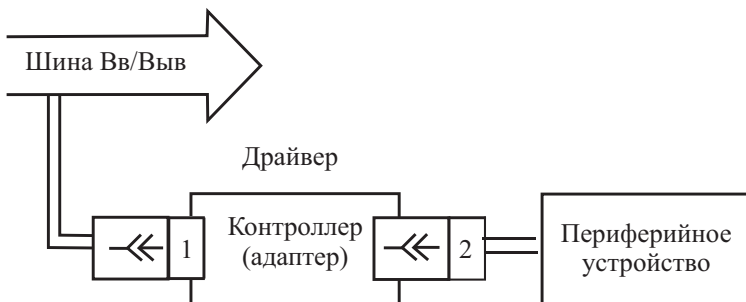 Шина Вв/Выв
Драйвер
1
Контроллер
(адаптер)
2
Периферийное
устройство